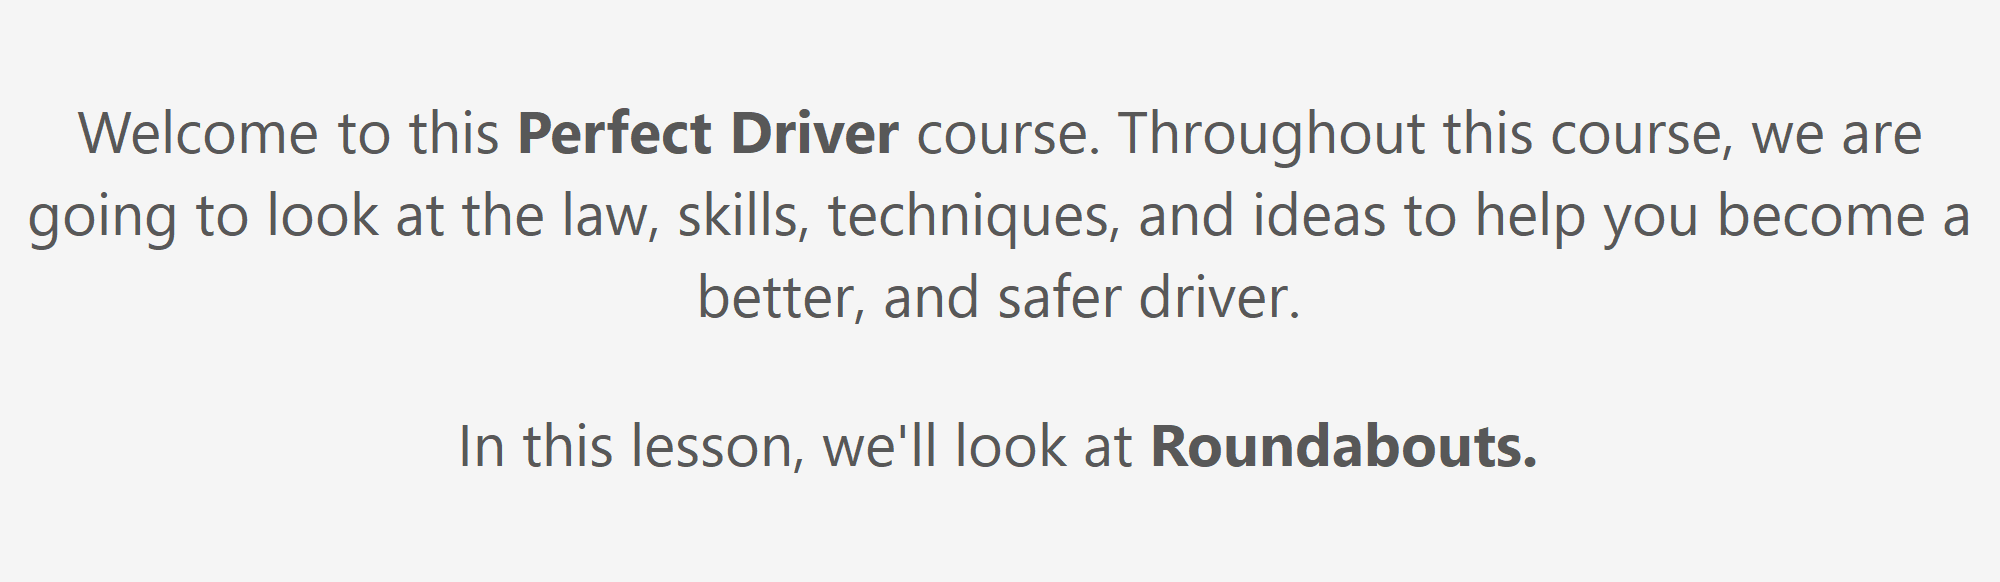 Welcome to this Perfect Driver course. Throughout this course, we are
going to look at the law, skills, techniques, and ideas to help you become a
better, and safer driver.
In this lesson, we'll look at Roundabouts.